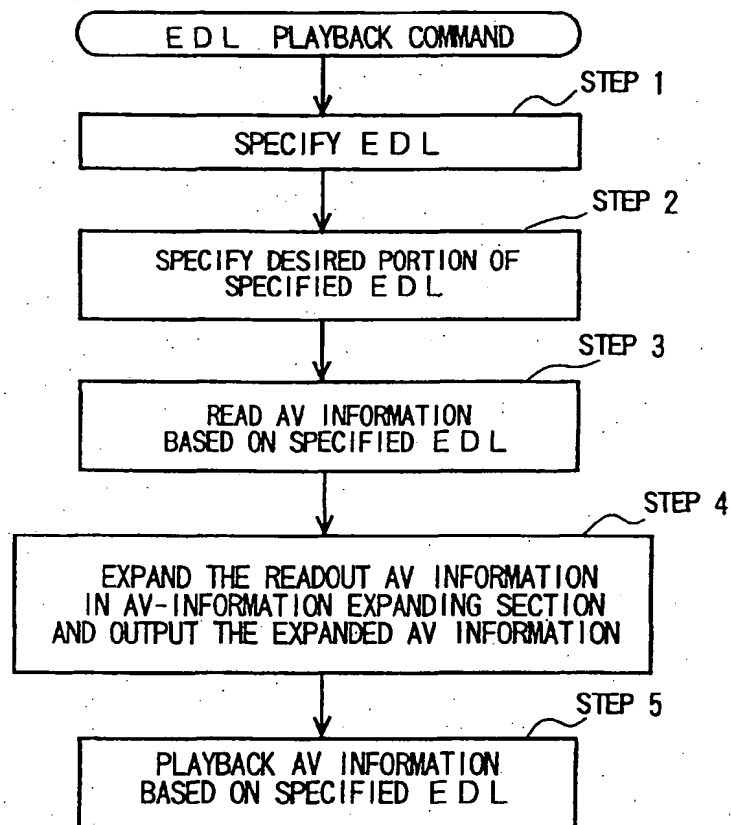 EDL PLAYBACK COMMAND
STEP 1
SPECIFY EDL
STEP 2
SPECIFY DESIRED PORTION OF
SPECIFIED EDL
STEP 3
READ AV INFORMATION
BASED ON SPECIFIED EDL
STEP 4
EXPAND THE READOUT AV INFORMATION
IN AV-INFORMATION EXPANDING SECTION
AND OUTPUT THE EXPANDED AV INFORMATION
STEP 5
PLAYBACK AV INFORMATION
BASED ON SPECIFIED EDL